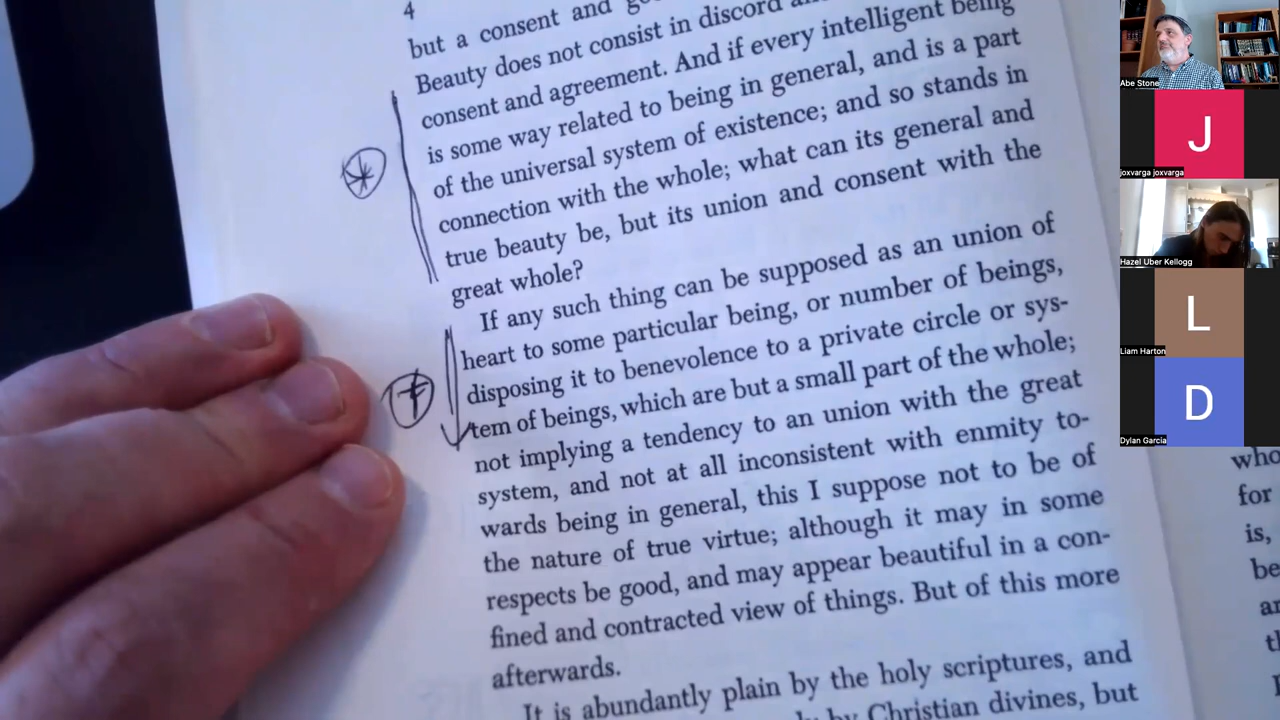 4
but a consent and
Beauty does not consist in discord
consent and agreement. And if every intelligent being
is some way related to being in general, and is a part
of the universal system of existence; and so stands in
connection with the whole; what can its general and
true beauty be, but its union and consent with the
great whole?
If any such thing can be supposed as an union of
heart to some particular being, or number of beings,
disposing it to benevolence to a private circle or sys-
tem of beings, which are but a small part of the whole;
not implying a tendency to an union with the great
system, and not at all inconsistent with enmity to-
wards being in general, this I suppose not to be of
the nature of true virtue; although it may in some
respects be good, and may appear beautiful in a con-
fined and contracted view of things. But of this more
afterwards.
It is abundantly plain by the holy scriptures, and
by Christian divines, but
for
is,
Abe Stone
J
joxvarga joxvarga
Hazel Uber Kellogg
L
Liam Harton
D
Dylan Garcia